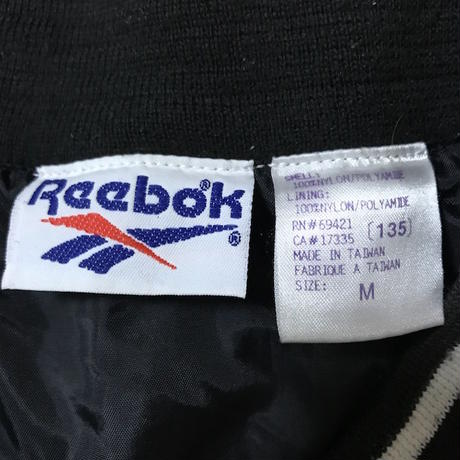 Reebok®
®
SHELL:
100%NYLON/POLYAMIDE
LINING:
100%NYLON/POLYAMIDE
RN#69421
CA#17335 [135]
MADE IN TAIWAN
FABRIQUE A TAIWAN
SIZE: M